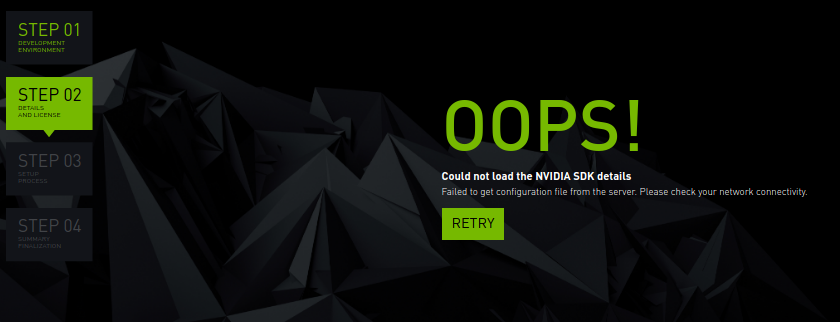 STEP 01
DEVELOPMENT
ENVIRONMENT
STEP 02
DETAILS
AND LICENSE
STEP 03
SETUP
PROCESS
STEP 04
SUMMARY
FINALIZATION
OOPS!
Could not load the NVIDIA SDK details
Failed to get configuration file from the server. Please check your network connectivity.
RETRY